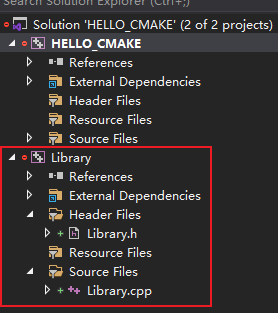 Search Solution Explorer (Ctrl+;)
Solution 'HELLO_CMAKE' (2 of 2 projects)
HELLO_CMAKE
References
External Dependencies
Header Files
Resource Files
Source Files
Library
References
External Dependencies
Header Files
Library.h
Resource Files
Source Files
Library.cpp